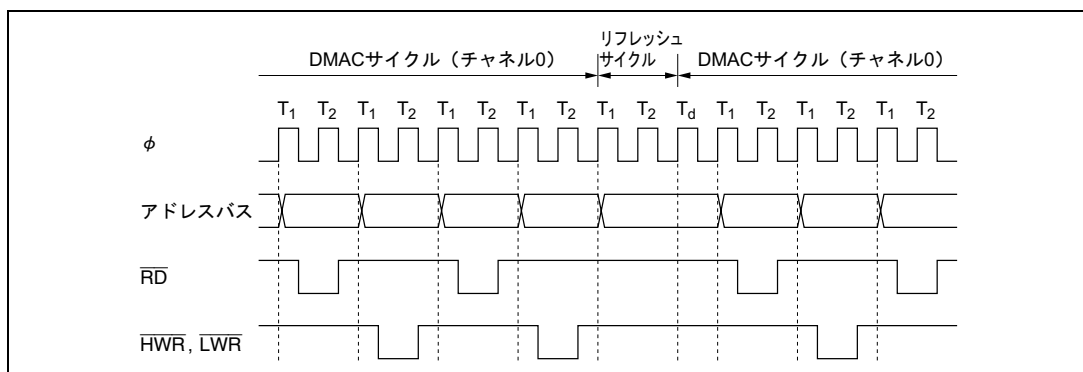 リフレッシュ
サイクル
DMACサイクル（チャネル0）
DMACサイクル（チャネル0）
T1 T2 T1 T2 T1 T2 T1 T2 T1 T2 Td T1 T2 T1 T2 T1 T2
φ
アドレスバス
RD
HWR, LWR